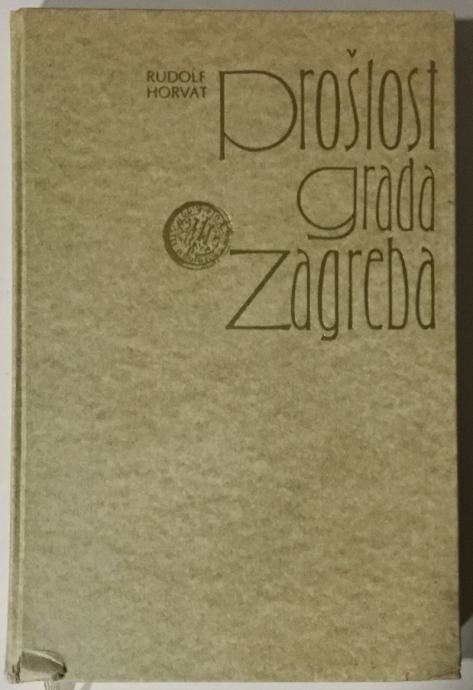 RUDOLF
HORVAT
Prošlost
grada
Zagreba